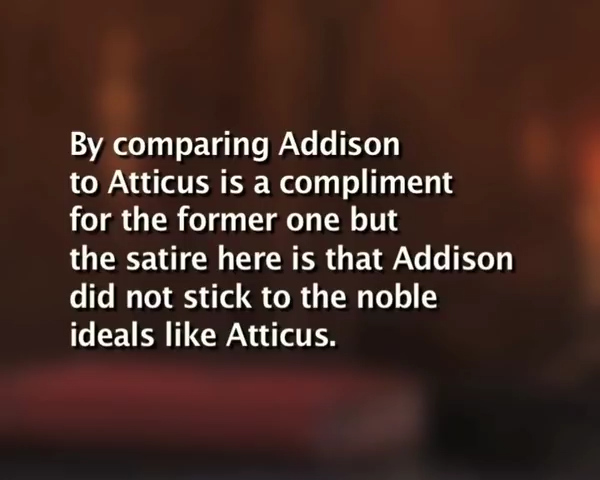 By comparing Addison
to Atticus is a compliment
for the former one but
the satire here is that Addison
did not stick to the noble
ideals like Atticus.